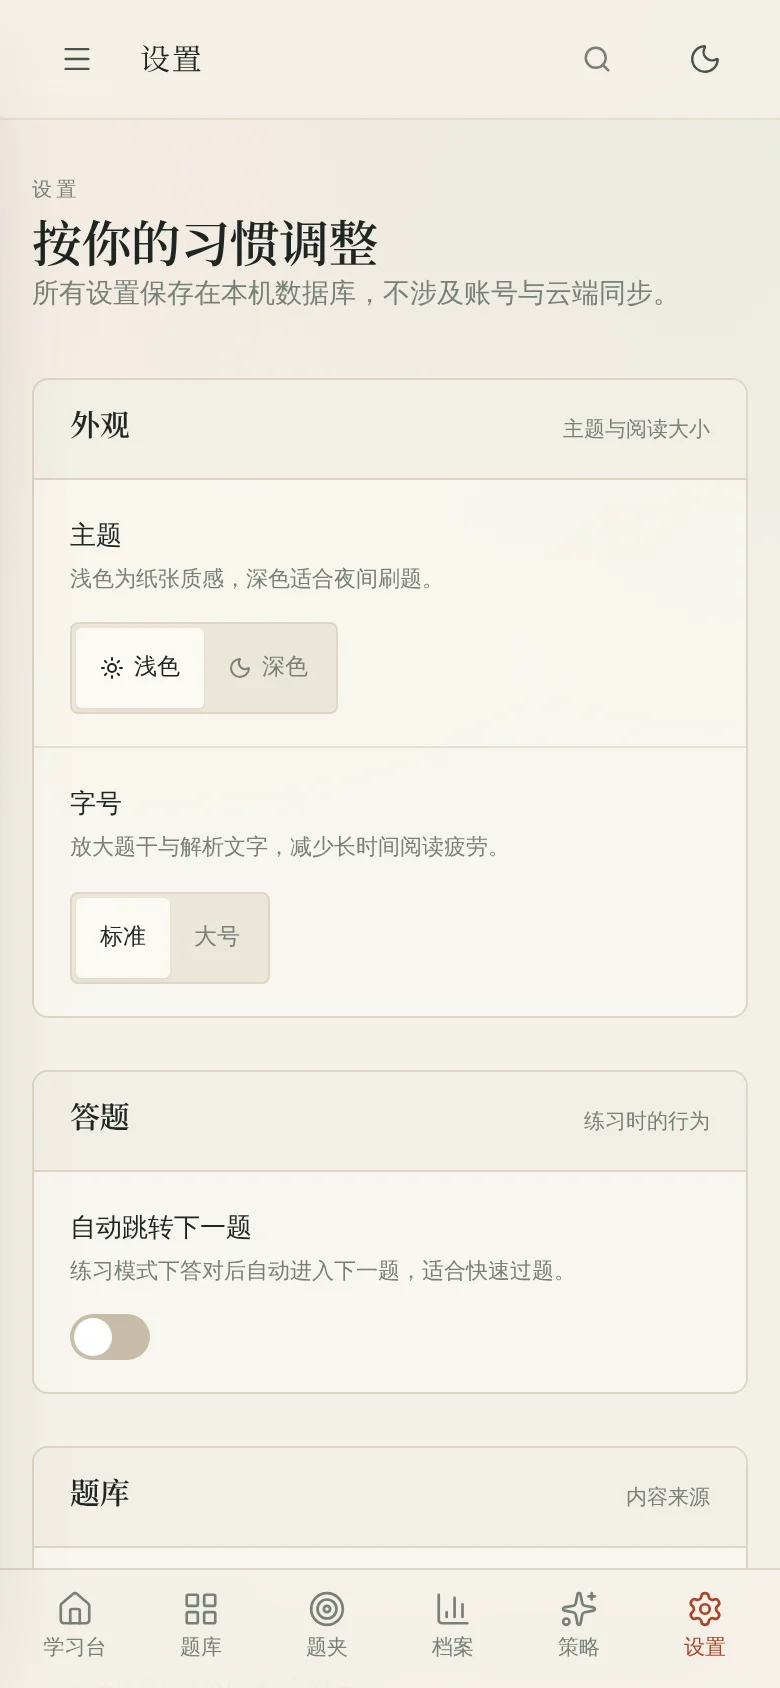 设置
设置
按你的习惯调整
所有设置保存在本机数据库，不涉及账号与云端同步。
外观
主题与阅读大小
主题
浅色为纸张质感，深色适合夜间刷题。
浅色 深色
字号
放大题干与解析文字，减少长时间阅读疲劳。
标准 大号
答题
练习时的行为
自动跳转下一题
练习模式下答对后自动进入下一题，适合快速过题。
题库
内容来源
学习台 题库 题夹 档案 策略 设置